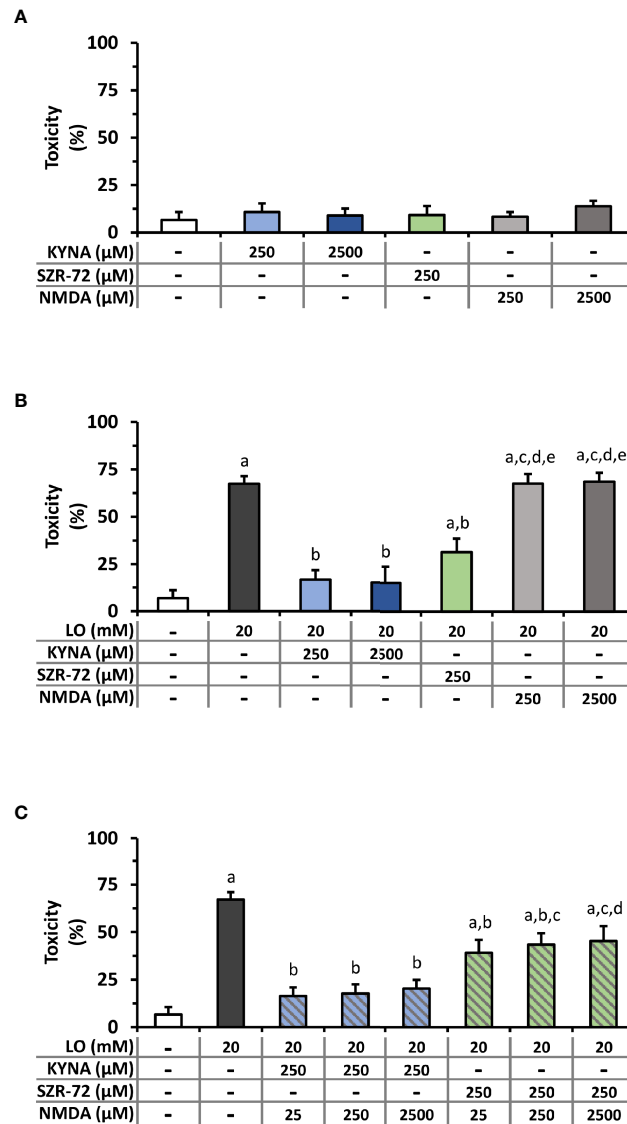 A
100
75
50
25
0
Toxicity
(%)
- - - - - -
KYNA (µM) - 250 2500 - - -
SZR-72 (µM) - - - 250 - -
NMDA (µM) - - - - 250 2500
B
100
75
50
25
0
Toxicity
(%)
a b b a,b a,c,d,e a,c,d,e
LO (mM) - 20 20 20 20 20 20
KYNA (µM) - - 250 2500 - - -
SZR-72 (µM) - - - - 250 - -
NMDA (µM) - - - - - 250 2500
C
100
75
50
25
0
Toxicity
(%)
a b b b a,b a,b,c a,c,d
LO (mM) - 20 20 20 20 20 20 20
KYNA (µM) - - 250 250 250 - - -
SZR-72 (µM) - - - - - 250 250 250
NMDA (µM) - - 25 250 2500 25 250 2500